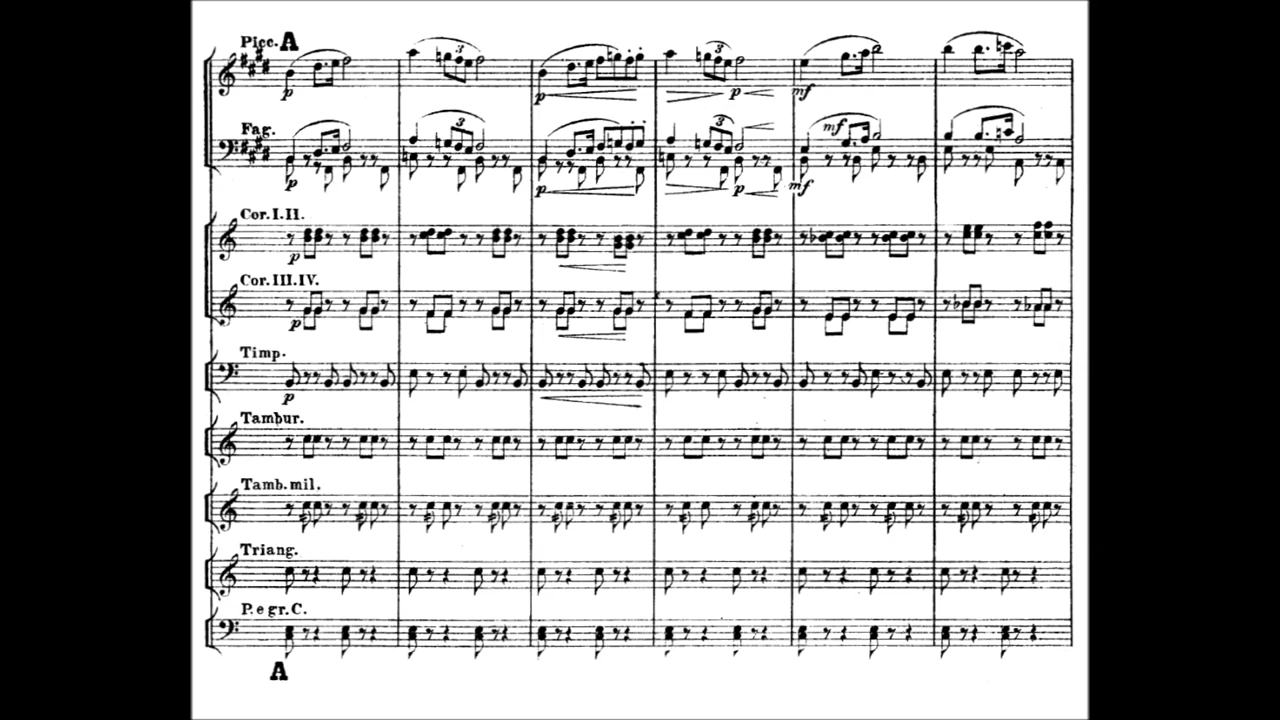 Picc. A
3
3
p
p
p
mf
Fag.
3
3
mf
p
p
p
mf
Cor. I. II.
p
Cor. III. IV.
p
Timp.
p
Tambur.
Tamb. mil.
Triang.
P. e gr. C.
A